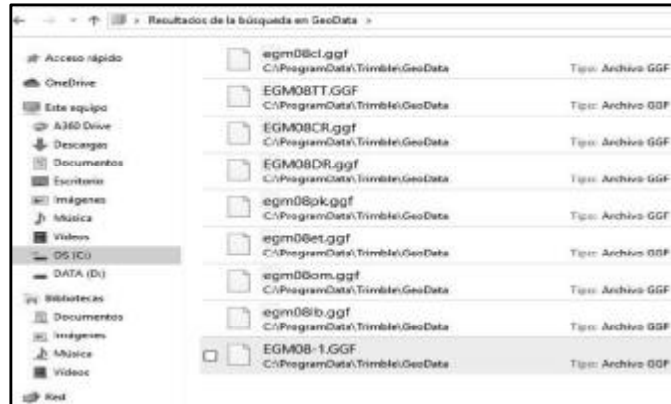 Resultados de la búsqueda en GeoData
Acceso rápido
OneDrive
Este equipo
A360 Drive
Descargas
Documentos
Escritorio
Imágenes
Música
Videos
OS (C:)
DATA (D:)
Bibliotecas
Documentos
Imágenes
Música
Videos
Red
egm08cl.ggf
C:\ProgramData\Trimble\GeoData
Tipo: Archivo GGF
EGM08TT.GGF
C:\ProgramData\Trimble\GeoData
Tipo: Archivo GGF
EGM08CR.ggf
C:\ProgramData\Trimble\GeoData
Tipo: Archivo GGF
EGM08DR.ggf
C:\ProgramData\Trimble\GeoData
Tipo: Archivo GGF
egm08pk.ggf
C:\ProgramData\Trimble\GeoData
Tipo: Archivo GGF
egm08et.ggf
C:\ProgramData\Trimble\GeoData
Tipo: Archivo GGF
egm08om.ggf
C:\ProgramData\Trimble\GeoData
Tipo: Archivo GGF
egm08lb.ggf
C:\ProgramData\Trimble\GeoData
Tipo: Archivo GGF
EGM08-1.GGF
C:\ProgramData\Trimble\GeoData
Tipo: Archivo GGF